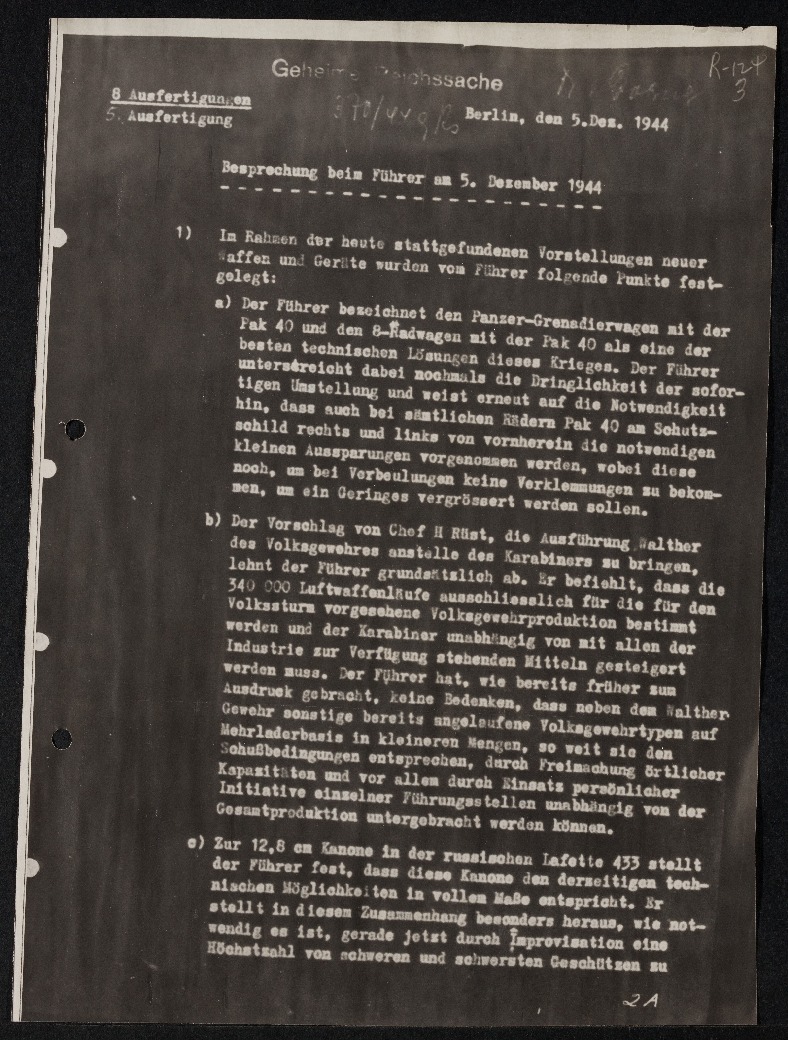 Geheime Reichssache
R-124
3
8 Ausfertigungen
5. Ausfertigung
370/44 g Rs
Berlin, den 5.Dez. 1944
Besprechung beim Führer am 5. Dezember 1944
1) Im Rahmen der heute stattgefundenen Vorstellungen neuer
Waffen und Geräte wurden vom Führer folgende Punkte fest-
gelegt:
a) Der Führer bezeichnet den Panzer-Grenadierwagen mit der
Pak 40 und den 8-Radwagen mit der Pak 40 als eine der
besten technischen Lösungen dieses Krieges. Der Führer
unterstreicht dabei nochmals die Dringlichkeit der sofor-
tigen Umstellung und weist erneut auf die Notwendigkeit
hin, dass auch bei sämtlichen Rädern Pak 40 am Schutz-
schild rechts und links von vornherein die notwendigen
kleinen Aussparungen vorgenommen werden, wobei diese
noch, um bei Verbeulungen keine Verklemmungen zu bekom-
men, um ein Geringes vergrössert werden sollen.
b) Der Vorschlag von Chef H Rüst, die Ausführung Walther
des Volksgewehres anstelle des Karabiners zu bringen,
lehnt der Führer grundsätzlich ab. Er befiehlt, dass die
340 000 Luftwaffenläufe ausschliesslich für die für den
Volkssturm vorgesehene Volksgewehrproduktion bestimmt
werden und der Karabiner unabhängig von mit allen der
Industrie zur Verfügung stehenden Mitteln gesteigert
werden muss. Der Führer hat, wie bereits früher zum
Ausdruck gebracht, keine Bedenken, dass neben dem Walther
Gewehr sonstige bereits angelaufene Volksgewehrtypen auf
Mehrladerbasis in kleineren Mengen, so weit sie den
Schußbedingungen entsprechen, durch Freimachung örtlicher
Kapazitäten und vor allem durch Einsatz persönlicher
Initiative einzelner Führungsstellen unabhängig von der
Gesamtproduktion untergebracht werden können.
c) Zur 12,8 cm Kanone in der russischen Lafette 433 stellt
der Führer fest, dass diese Kanone den derzeitigen tech-
nischen Möglichkeiten in vollem Maße entspricht. Er
stellt in diesem Zusammenhang besonders heraus, wie not-
wendig es ist, gerade jetzt durch Improvisation eine
Höchstzahl von schweren und schwersten Geschützen zu
2A